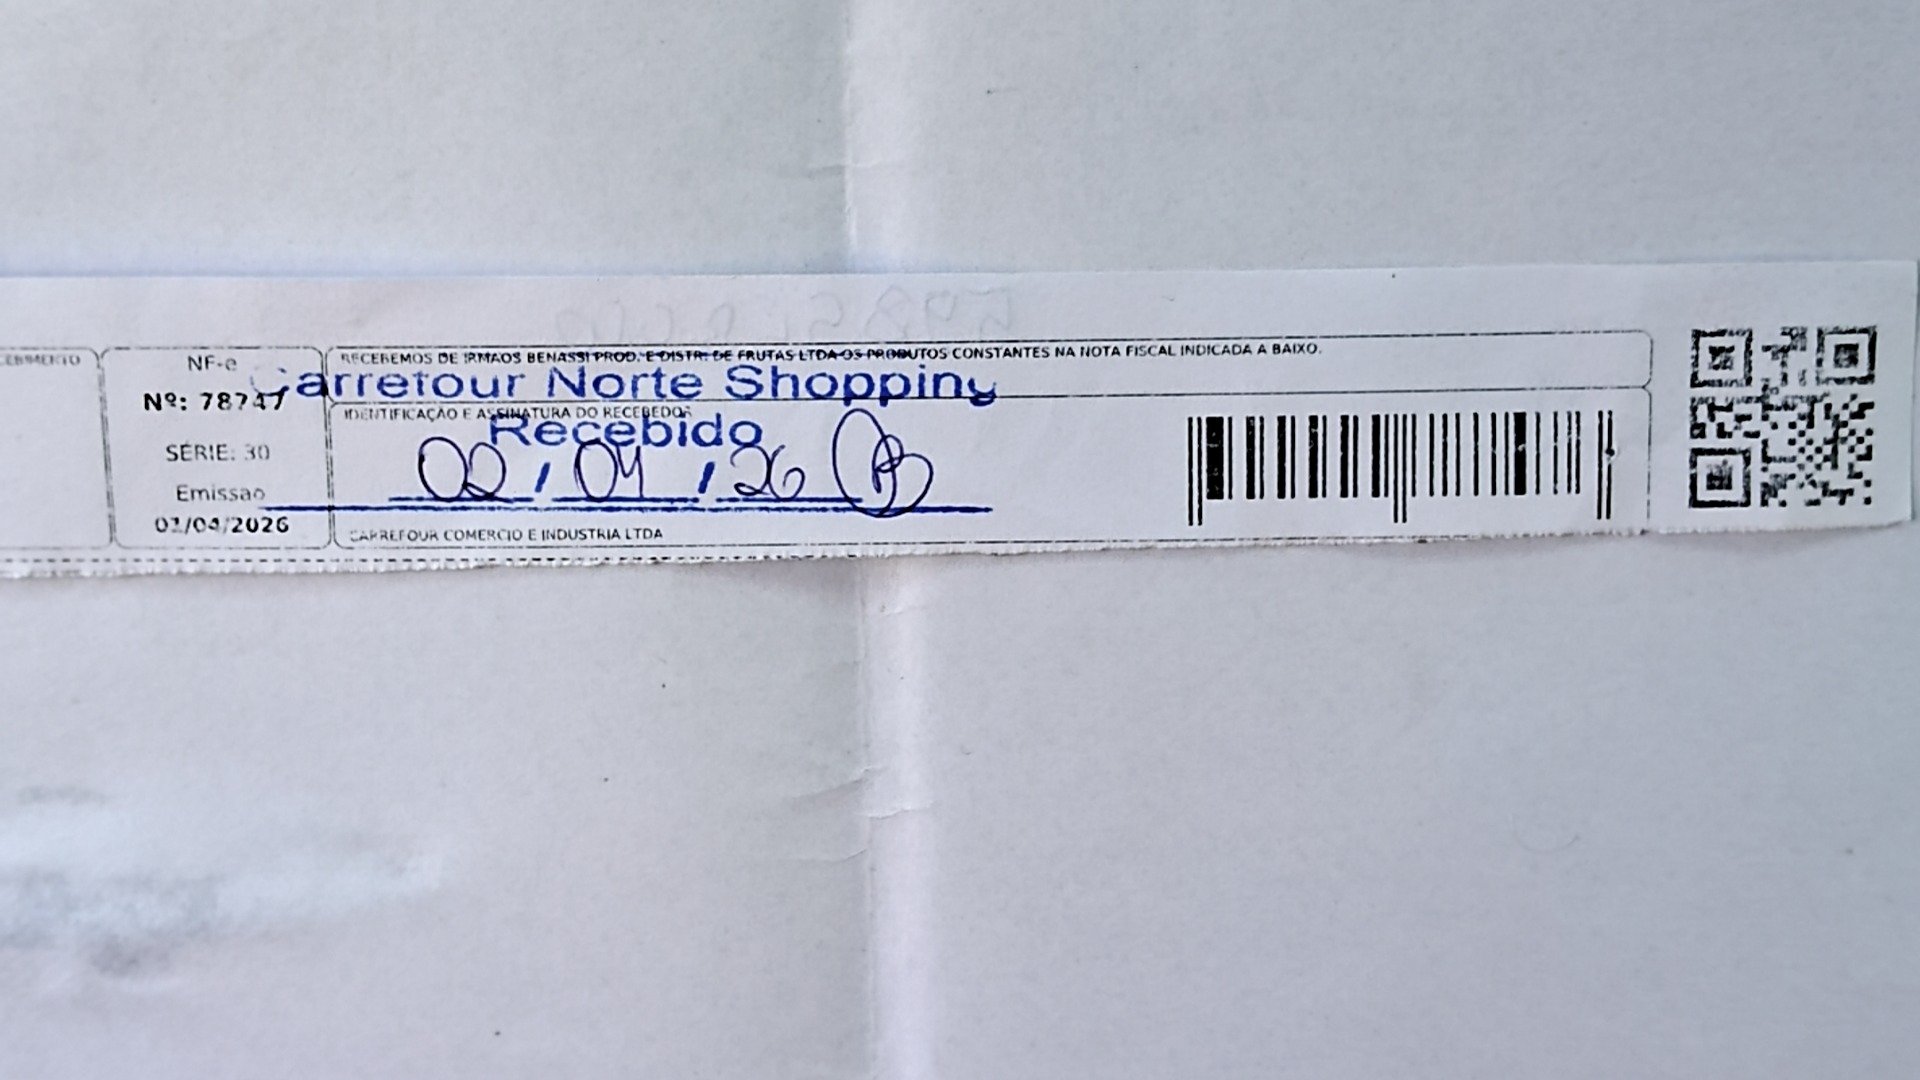 NF-e
Nº: 78747
SÉRIE: 30
Emissão
01/04/2026
RECEBEMOS DE IRMAOS BENASSI PROD. E DISTR. DE FRUTAS LTDA OS PRODUTOS CONSTANTES NA NOTA FISCAL INDICADA A BAIXO.
Carrefour Norte Shopping
IDENTIFICAÇÃO E ASSINATURA DO RECEBEDOR
Recebido
02 / 04 / 26
CARREFOUR COMERCIO E INDUSTRIA LTDA